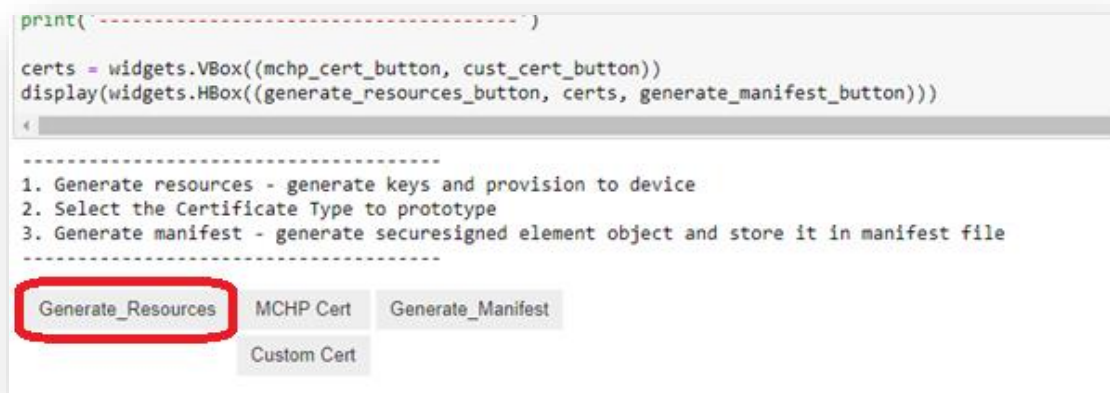 print('--------------------------------------')
certs = widgets.VBox((mchp_cert_button, cust_cert_button))
display(widgets.HBox((generate_resources_button, certs, generate_manifest_button)))
--------------------------------------
1. Generate resources - generate keys and provision to device
2. Select the Certificate Type to prototype
3. Generate manifest - generate securesigned element object and store it in manifest file
--------------------------------------
Generate_Resources MCHP Cert Generate_Manifest
Custom Cert